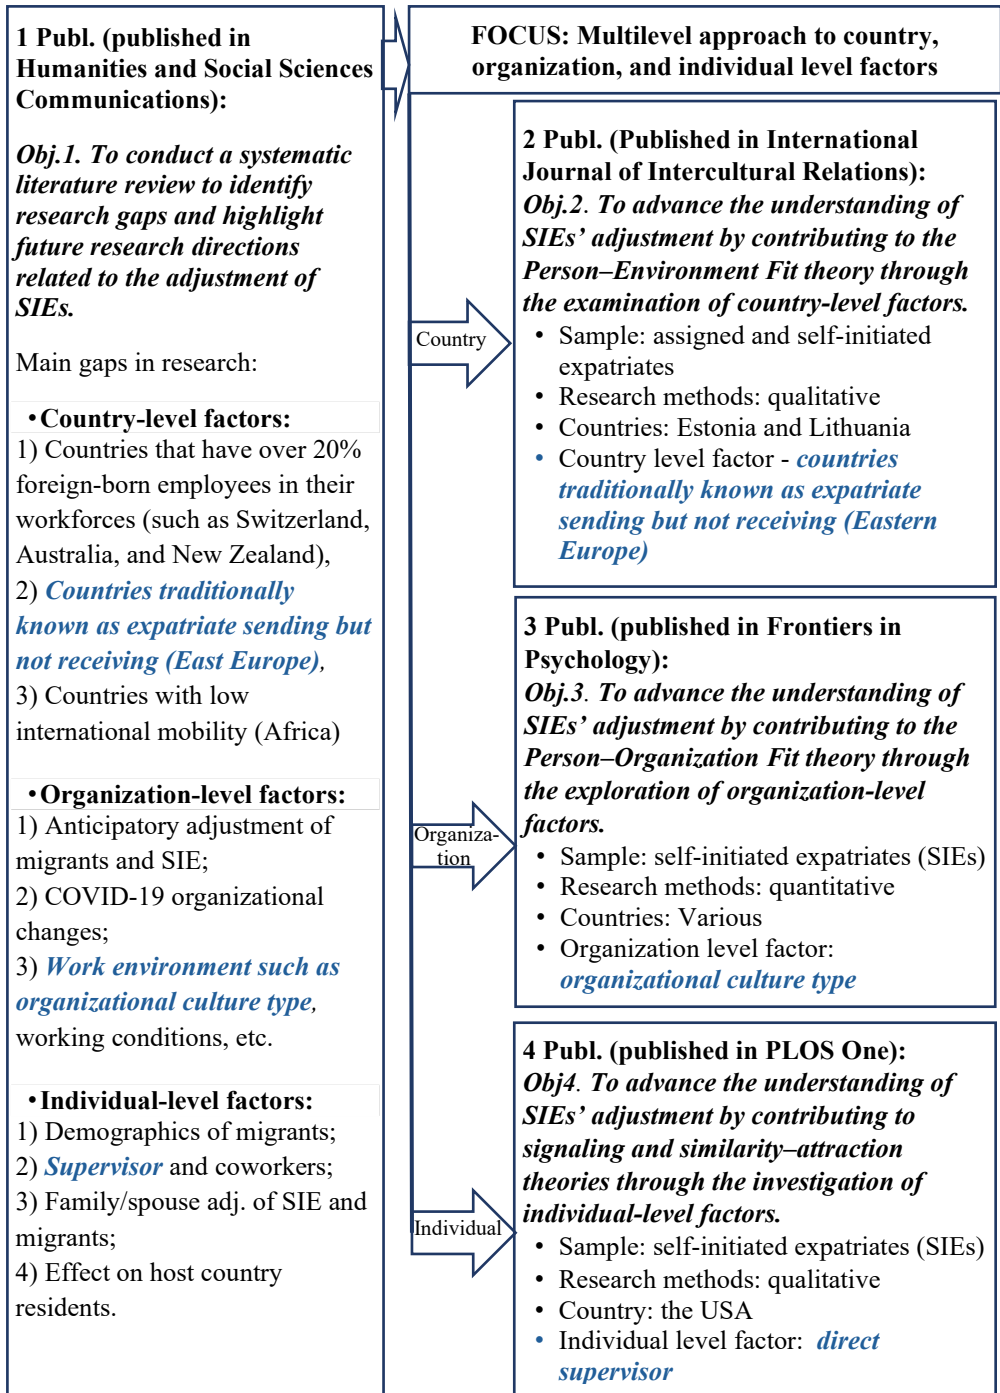 1 Publ. (published in
Humanities and Social Sciences
Communications):
Obj.1. To conduct a systematic
literature review to identify
research gaps and highlight
future research directions
related to the adjustment of
SIEs.
Main gaps in research:
•Country-level factors:
1) Countries that have over 20%
foreign-born employees in their
workforces (such as Switzerland,
Australia, and New Zealand),
2) Countries traditionally
known as expatriate sending but
not receiving (East Europe),
3) Countries with low
international mobility (Africa)
•Organization-level factors:
1) Anticipatory adjustment of
migrants and SIE;
2) COVID-19 organizational
changes;
3) Work environment such as
organizational culture type,
working conditions, etc.
•Individual-level factors:
1) Demographics of migrants;
2) Supervisor and coworkers;
3) Family/spouse adj. of SIE and
migrants;
4) Effect on host country
residents.
FOCUS: Multilevel approach to country,
organization, and individual level factors
Country
2 Publ. (Published in International
Journal of Intercultural Relations):
Obj.2. To advance the understanding of
SIEs’ adjustment by contributing to the
Person–Environment Fit theory through
the examination of country-level factors.
• Sample: assigned and self-initiated
expatriates
• Research methods: qualitative
• Countries: Estonia and Lithuania
• Country level factor - countries
traditionally known as expatriate
sending but not receiving (Eastern
Europe)
Organiza-
tion
3 Publ. (published in Frontiers in
Psychology):
Obj.3. To advance the understanding of
SIEs’ adjustment by contributing to the
Person–Organization Fit theory through
the exploration of organization-level
factors.
• Sample: self-initiated expatriates (SIEs)
• Research methods: quantitative
• Countries: Various
• Organization level factor:
organizational culture type
Individual
4 Publ. (published in PLOS One):
Obj4. To advance the understanding of
SIEs’ adjustment by contributing to
signaling and similarity–attraction
theories through the investigation of
individual-level factors.
• Sample: self-initiated expatriates (SIEs)
• Research methods: qualitative
• Country: the USA
• Individual level factor: direct
supervisor